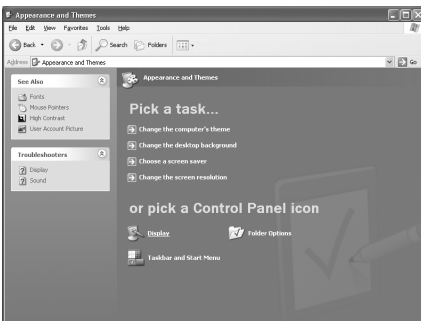 Appearance and Themes
File Edit View Favorites Tools Help
Back Search Folders
Address Appearance and Themes Go
See Also
Fonts
Mouse Pointers
High Contrast
User Account Picture
Troubleshooters
Display
Sound
Appearance and Themes
Pick a task...
Change the computer's theme
Change the desktop background
Choose a screen saver
Change the screen resolution
or pick a Control Panel icon
Display Folder Options
Taskbar and Start Menu